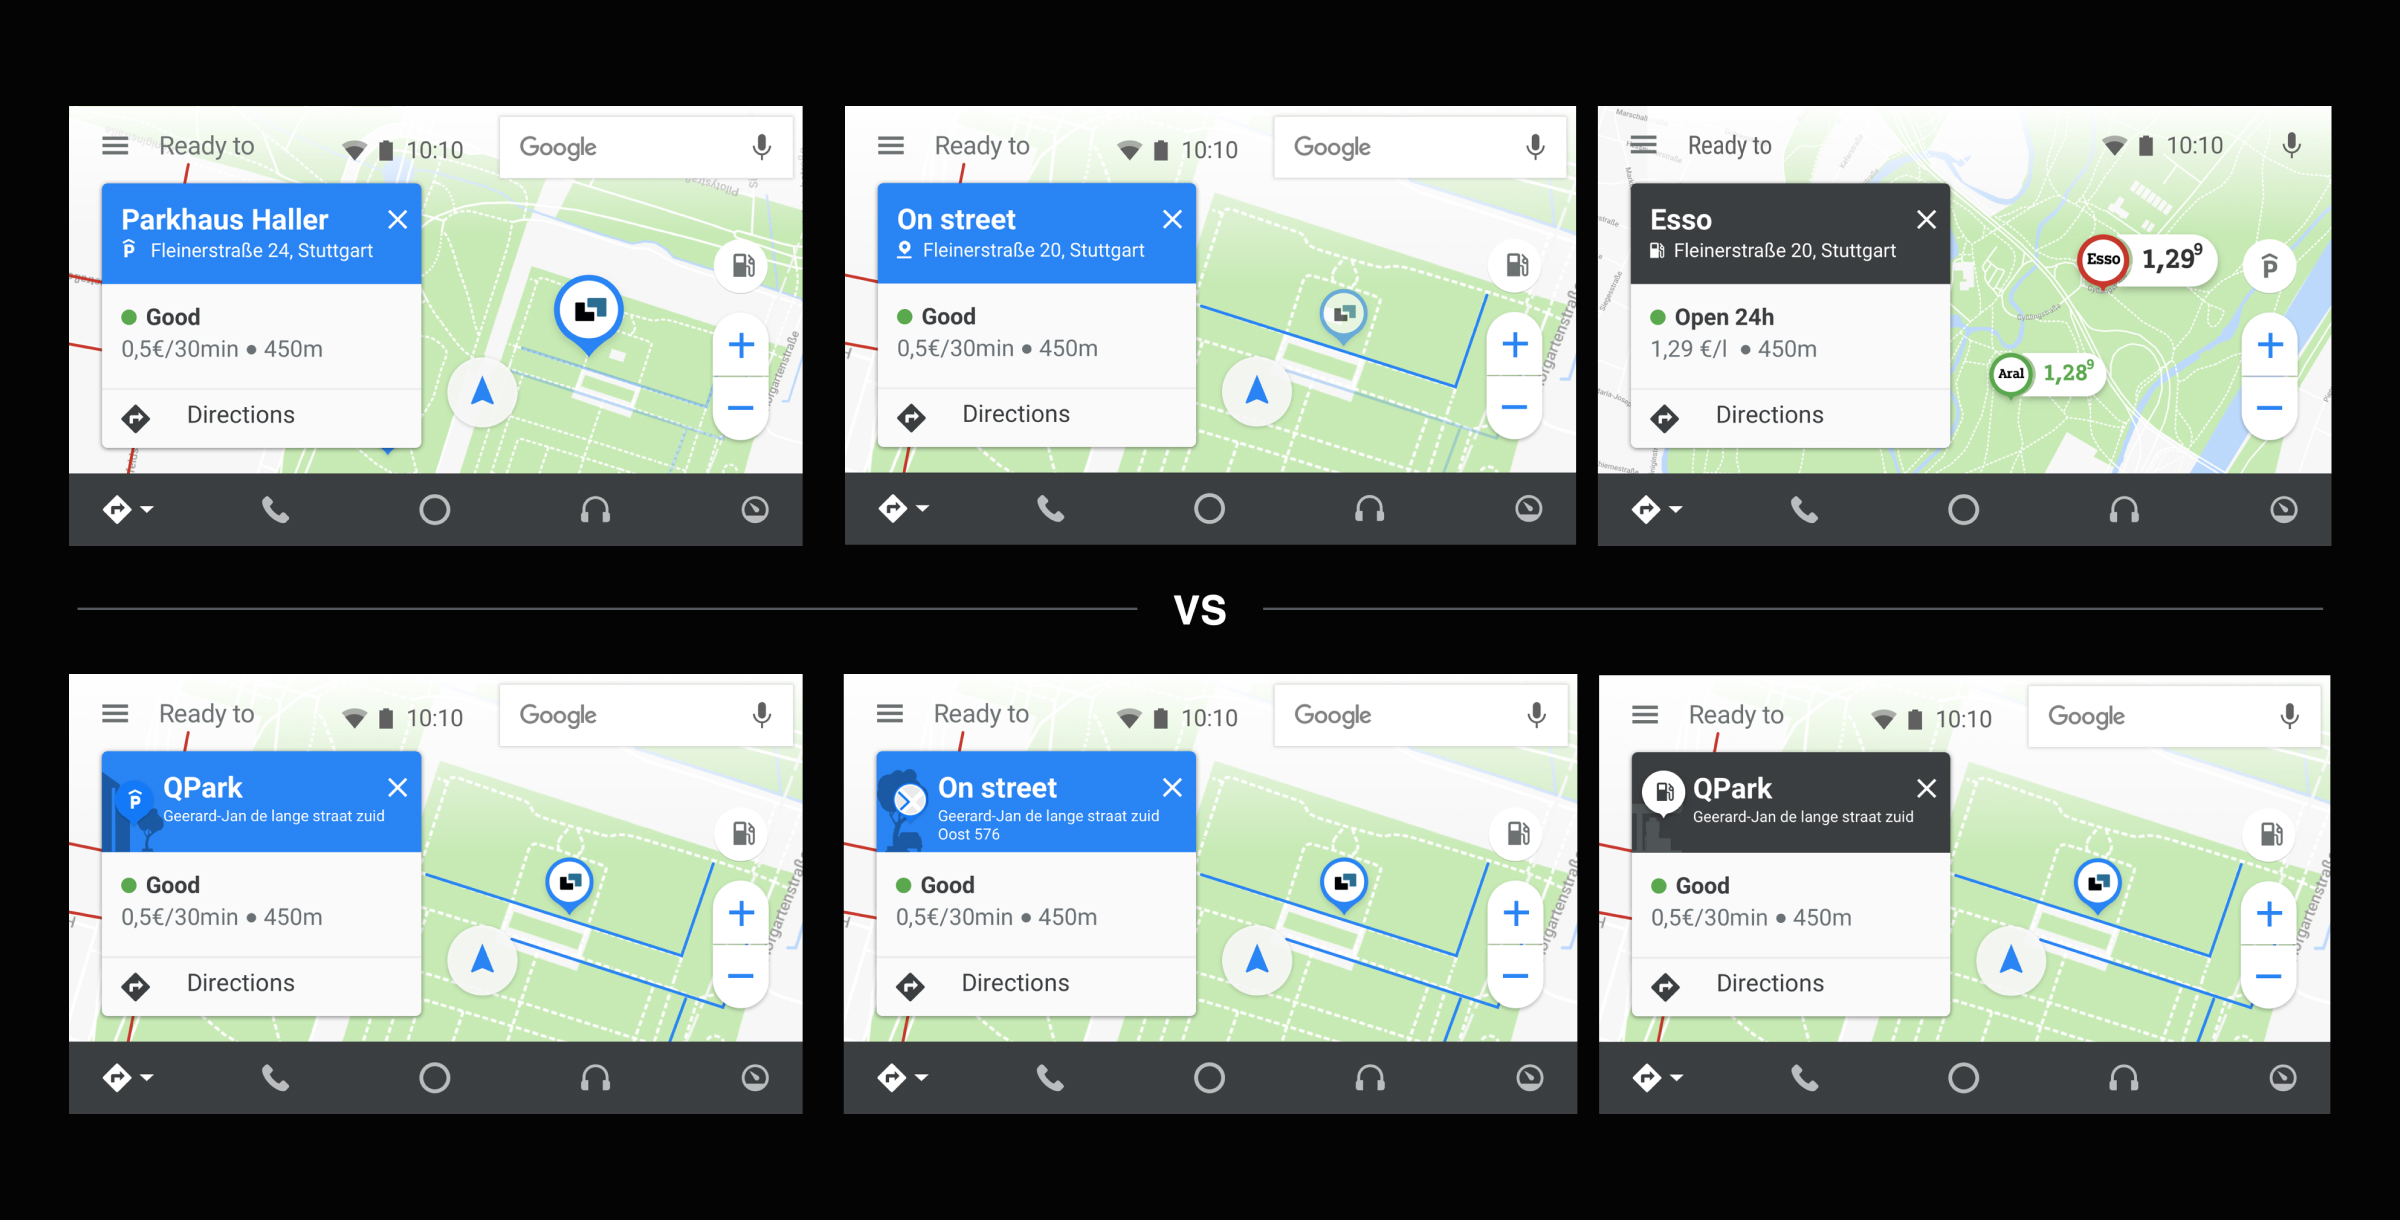 Ready to
10:10
Google
Parkhaus Haller
Fleinerstraße 24, Stuttgart
Good
0,5€/30min • 450m
Directions
Pilotystraß
Ready to
10:10
Google
On street
Fleinerstraße 20, Stuttgart
Good
0,5€/30min • 450m
Directions
Marschall
Ready to
10:10
Esso
Fleinerstraße 20, Stuttgart
Open 24h
1,29 €/l • 450m
Directions
Esso 1,29⁹
Aral 1,28⁹
VS
Ready to
10:10
Google
QPark
Geerard-Jan de lange straat zuid
Good
0,5€/30min • 450m
Directions
Ready to
10:10
Google
On street
Geerard-Jan de lange straat zuid
Oost 576
Good
0,5€/30min • 450m
Directions
Ready to
10:10
Google
QPark
Geerard-Jan de lange straat zuid
Good
0,5€/30min • 450m
Directions